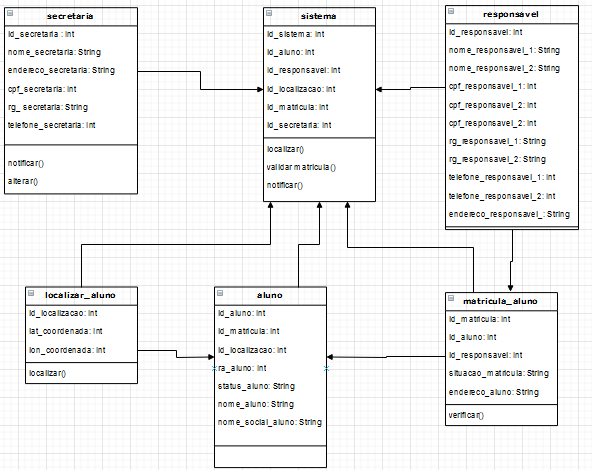 secretaria
id_secretaria : int
nome_secretaria: String
endereco_secretaria: String
cpf_secretaria: int
rg_ secretaria: String
telefone_secretaria: int
notificar()
alterar()
sistema
id_sistema: int
id_aluno: int
id_responsavel: int
id_localizacao: int
id_matricula: int
id_secretaria: int
localizar()
validar matricula()
notificar()
responsavel
id_responsavel: int
nome_responsavel_1: String
nome_responsavel_2: String
cpf_responsavel_1: int
cpf_responsavel_2: int
cpf_responsavel_2: int
rg_responsavel_1: String
rg_responsavel_2: String
telefone_responsavel_1: int
telefone_responsavel_2: int
endereco_responsavel_: String
localizar_aluno
id_localizacao: int
lat_coordenada: int
lon_coordenada: int
localizar()
aluno
id_aluno: int
id_matricula: int
id_localizacao: int
ra_aluno: int
status_aluno: String
nome_aluno: String
nome_social_aluno: String
matricula_aluno
id_matricula: int
id_aluno: int
id_responsavel: int
situacao_matricula: String
endereco_aluno: String
verificar()